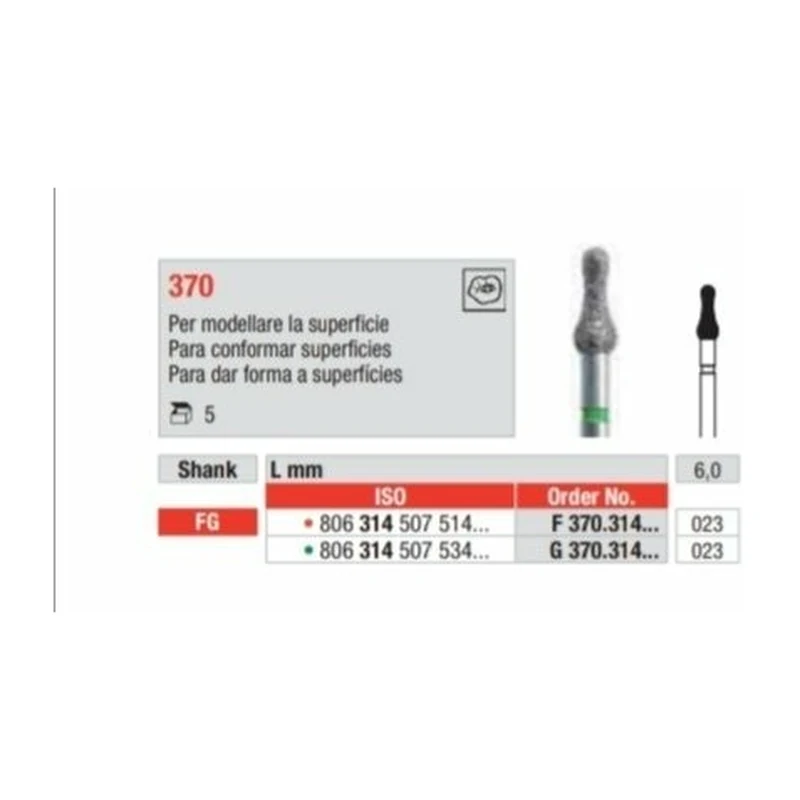 370
Per modellare la superficie
Para conformar superficies
Para dar forma a superfícies
5
Shank L mm 6,0
ISO Order No.
FG • 806 314 507 514... F 370.314... 023
• 806 314 507 534... G 370.314... 023